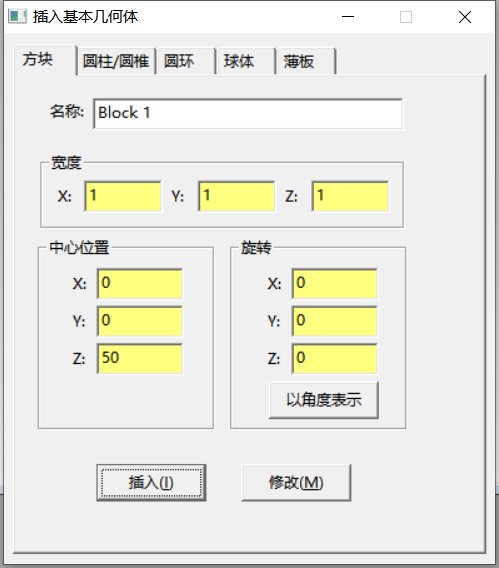 插入基本几何体
方块 圆柱/圆椎 圆环 球体 薄板
名称: Block 1
宽度
X: 1 Y: 1 Z: 1
中心位置 旋转
X: 0 X: 0
Y: 0 Y: 0
Z: 50 Z: 0
以角度表示
插入(I) 修改(M)